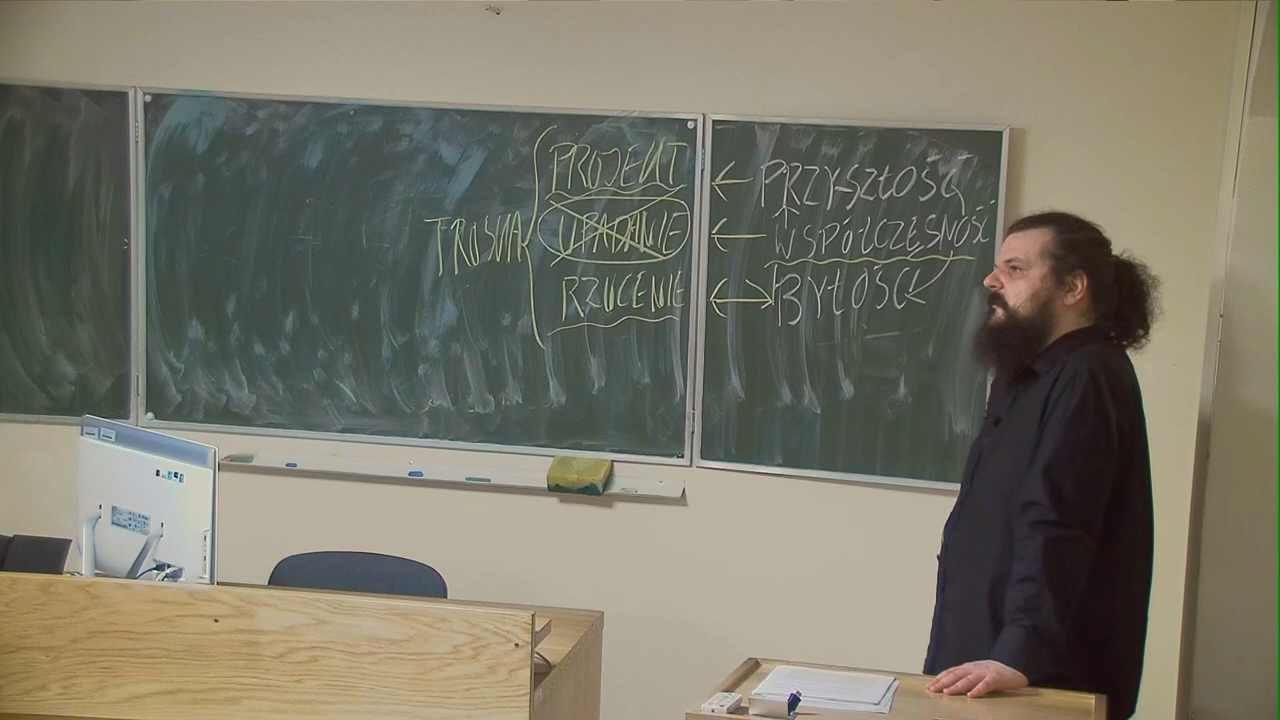 PROJEKT ← PRZYSZŁOŚĆ
TROSKA { UPADANIE ← WSPÓŁCZESNOŚĆ
RZUCENIE ↔ BYŁOŚĆ